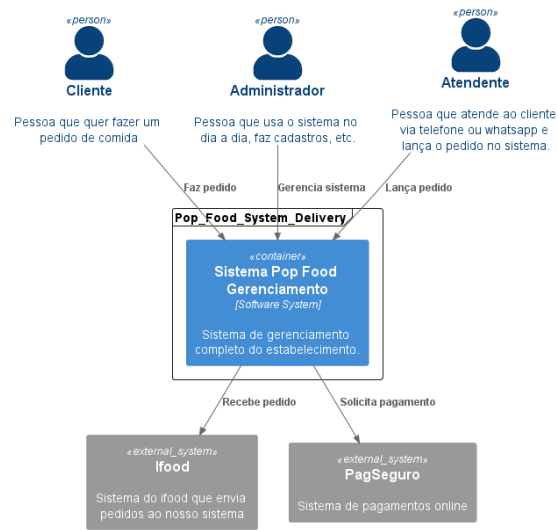 «person»
Cliente
Pessoa que quer fazer um
pedido de comida
«person»
Administrador
Pessoa que usa o sistema no
dia a dia, faz cadastros, etc.
«person»
Atendente
Pessoa que atende ao cliente
via telefone ou whatsapp e
lança o pedido no sistema.
Faz pedido
Gerencia sistema
Lança pedido
Pop_Food_System_Delivery
«container»
Sistema Pop Food
Gerenciamento
[Software System]
Sistema de gerenciamento
completo do estabelecimento.
Recebe pedido
Solicita pagamento
«external_system»
Ifood
Sistema do ifood que envia
pedidos ao nosso sistema
«external_system»
PagSeguro
Sistema de pagamentos online